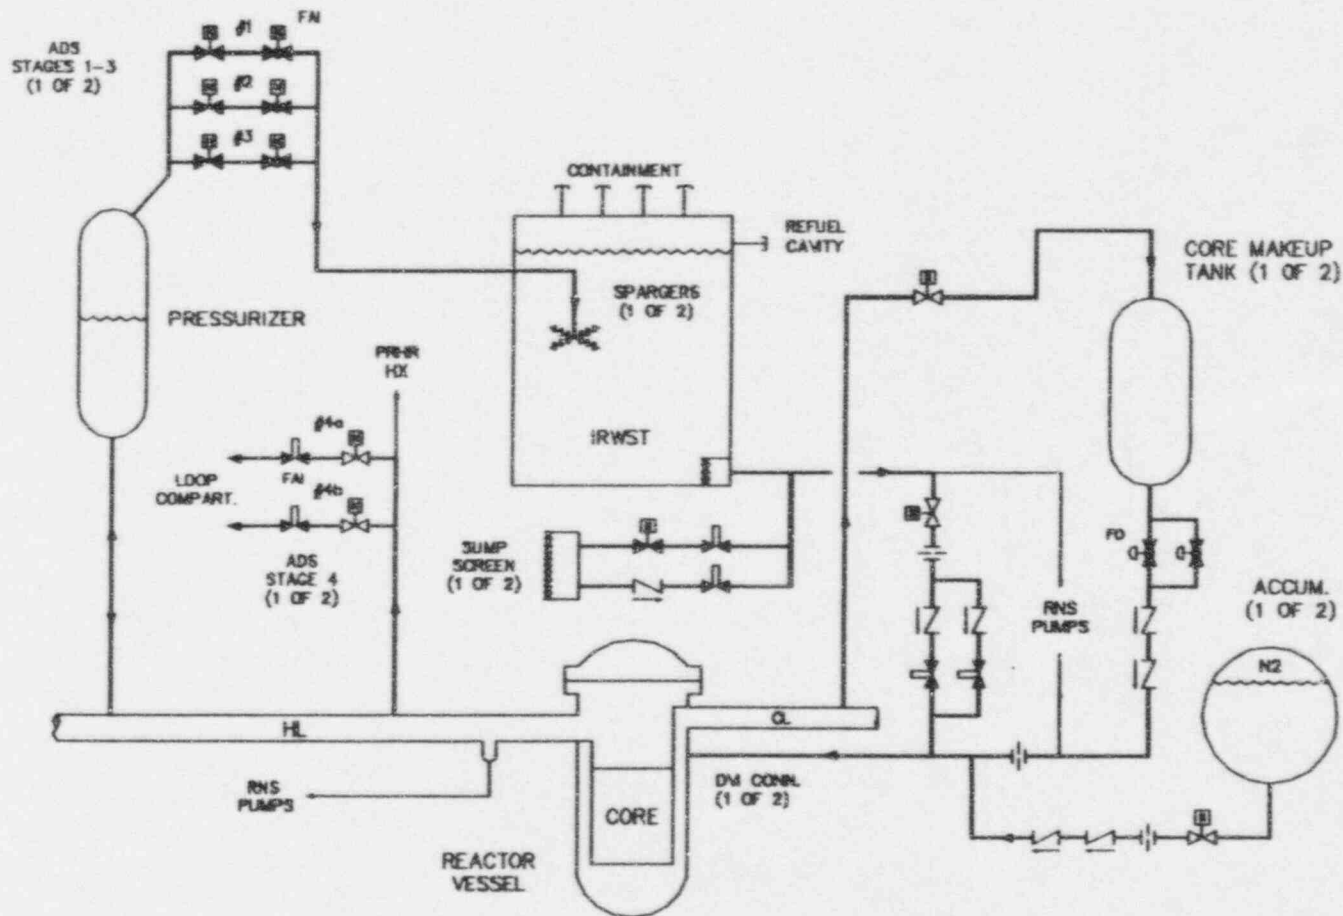 ADS
STAGES 1-3
(1 OF 2)
#1
FAI
#2
#3
PRESSURIZER
PRHR
HX
#4a
FAI
#4b
LOOP
COMPART.
ADS
STAGE 4
(1 OF 2)
CONTAINMENT
REFUEL
CAVITY
SPARGERS
(1 OF 2)
IRWST
SUMP
SCREEN
(1 OF 2)
CORE MAKEUP
TANK (1 OF 2)
FO
ACCUM.
(1 OF 2)
N2
RNS
PUMPS
HL
CL
RNS
PUMPS
DVI CONN.
(1 OF 2)
CORE
REACTOR
VESSEL